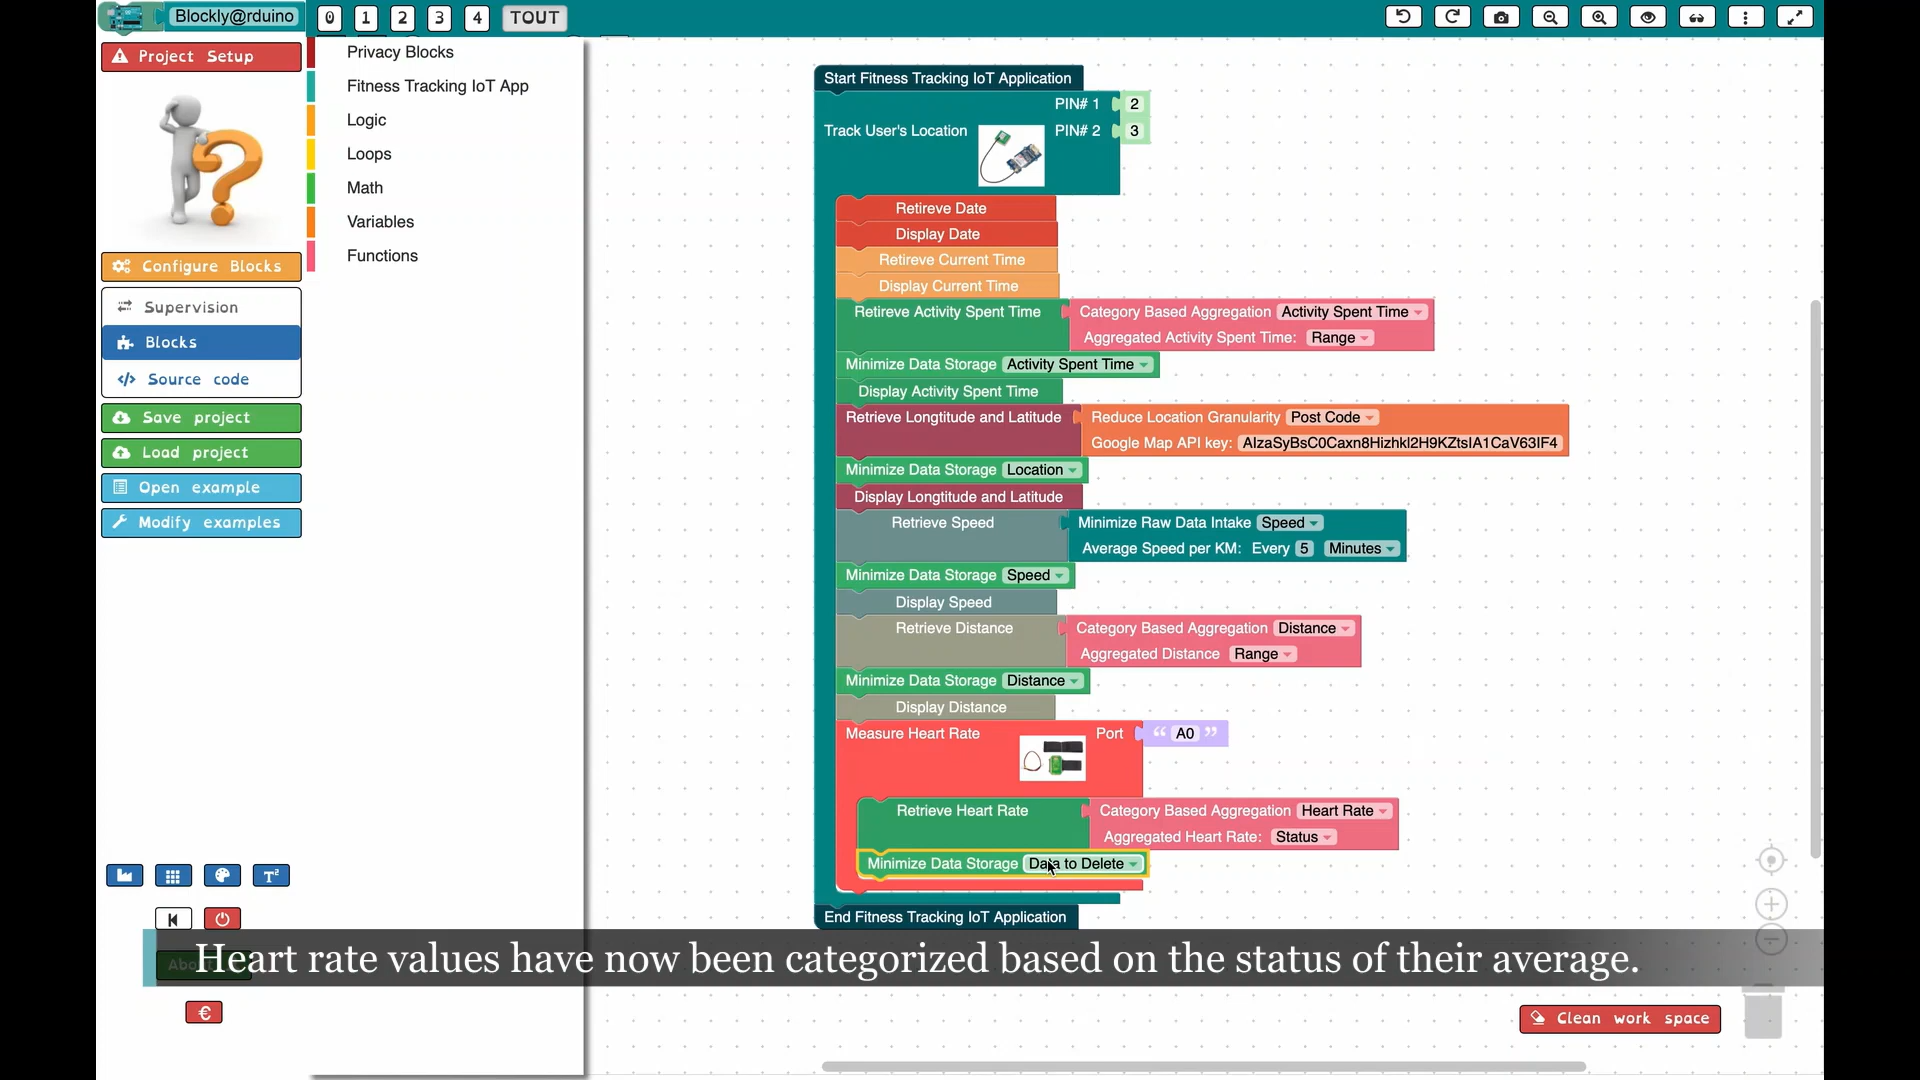 Blockly@rduino
0 1 2 3 4 TOUT
Project Setup
Configure Blocks
Supervision
Blocks
Source code
Save project
Load project
Open example
Modify examples
T²
€
Privacy Blocks
Fitness Tracking IoT App
Logic
Loops
Math
Variables
Functions
Start Fitness Tracking IoT Application
PIN# 1 2
Track User's Location PIN# 2 3
Retireve Date
Display Date
Retireve Current Time
Display Current Time
Retireve Activity Spent Time Category Based Aggregation Activity Spent Time
Aggregated Activity Spent Time: Range
Minimize Data Storage Activity Spent Time
Display Activity Spent Time
Retrieve Longtitude and Latitude Reduce Location Granularity Post Code
Google Map API key: AIzaSyBsC0Caxn8Hizhkl2H9KZtsIA1CaV63IF4
Minimize Data Storage Location
Display Longtitude and Latitude
Retrieve Speed Minimize Raw Data Intake Speed
Average Speed per KM: Every 5 Minutes
Minimize Data Storage Speed
Display Speed
Retrieve Distance Category Based Aggregation Distance
Aggregated Distance Range
Minimize Data Storage Distance
Display Distance
Measure Heart Rate Port “ A0 ”
Retrieve Heart Rate Category Based Aggregation Heart Rate
Aggregated Heart Rate: Status
Minimize Data Storage Data to Delete
End Fitness Tracking IoT Application
Heart rate values have now been categorized based on the status of their average.
Clean work space